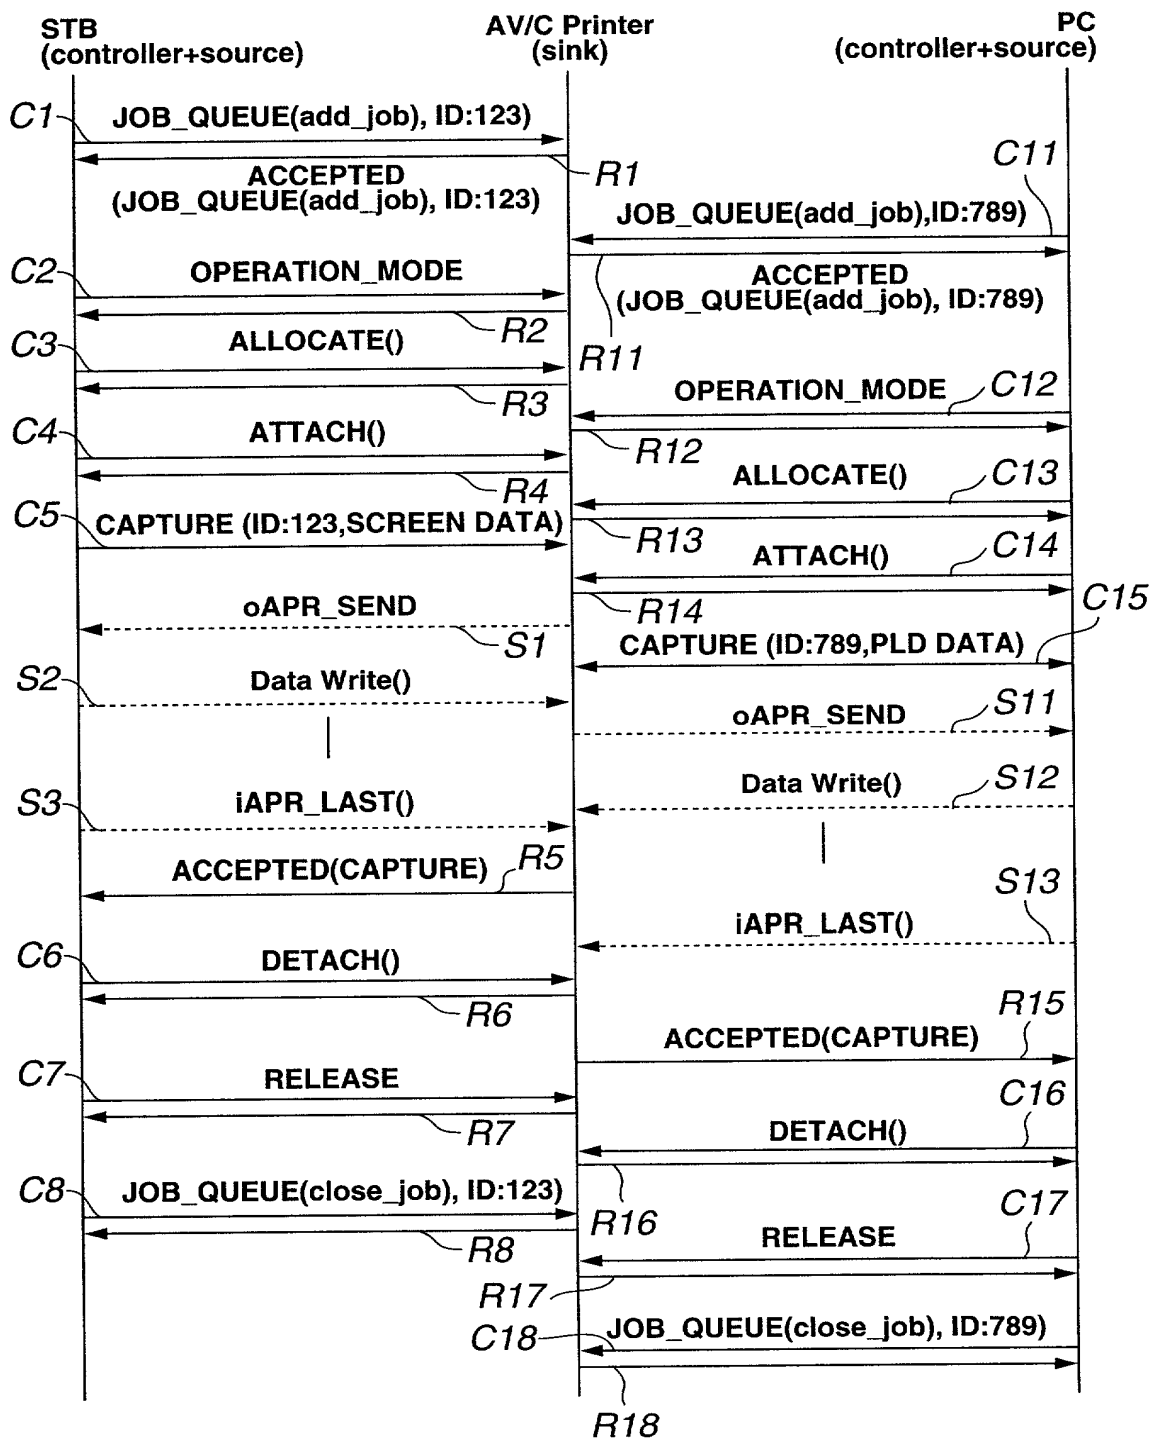 STB
(controller+source)
AV/C Printer
(sink)
PC
(controller+source)
C1
JOB_QUEUE(add_job), ID:123)
R1
ACCEPTED
(JOB_QUEUE(add_job), ID:123)
C11
JOB_QUEUE(add_job),ID:789)
C2
OPERATION_MODE
R2
ACCEPTED
(JOB_QUEUE(add_job), ID:789)
R11
C3
ALLOCATE()
R3
OPERATION_MODE
C12
R12
C4
ATTACH()
R4
ALLOCATE()
C13
R13
C5
CAPTURE (ID:123,SCREEN DATA)
ATTACH()
C14
R14
oAPR_SEND
S1
C15
CAPTURE (ID:789,PLD DATA)
S2
Data Write()
oAPR_SEND
S11
S3
iAPR_LAST()
Data Write()
S12
ACCEPTED(CAPTURE)
R5
S13
iAPR_LAST()
C6
DETACH()
R6
R15
ACCEPTED(CAPTURE)
C7
RELEASE
R7
C16
DETACH()
R16
C8
JOB_QUEUE(close_job), ID:123)
R8
C17
RELEASE
R17
C18
JOB_QUEUE(close_job), ID:789)
R18